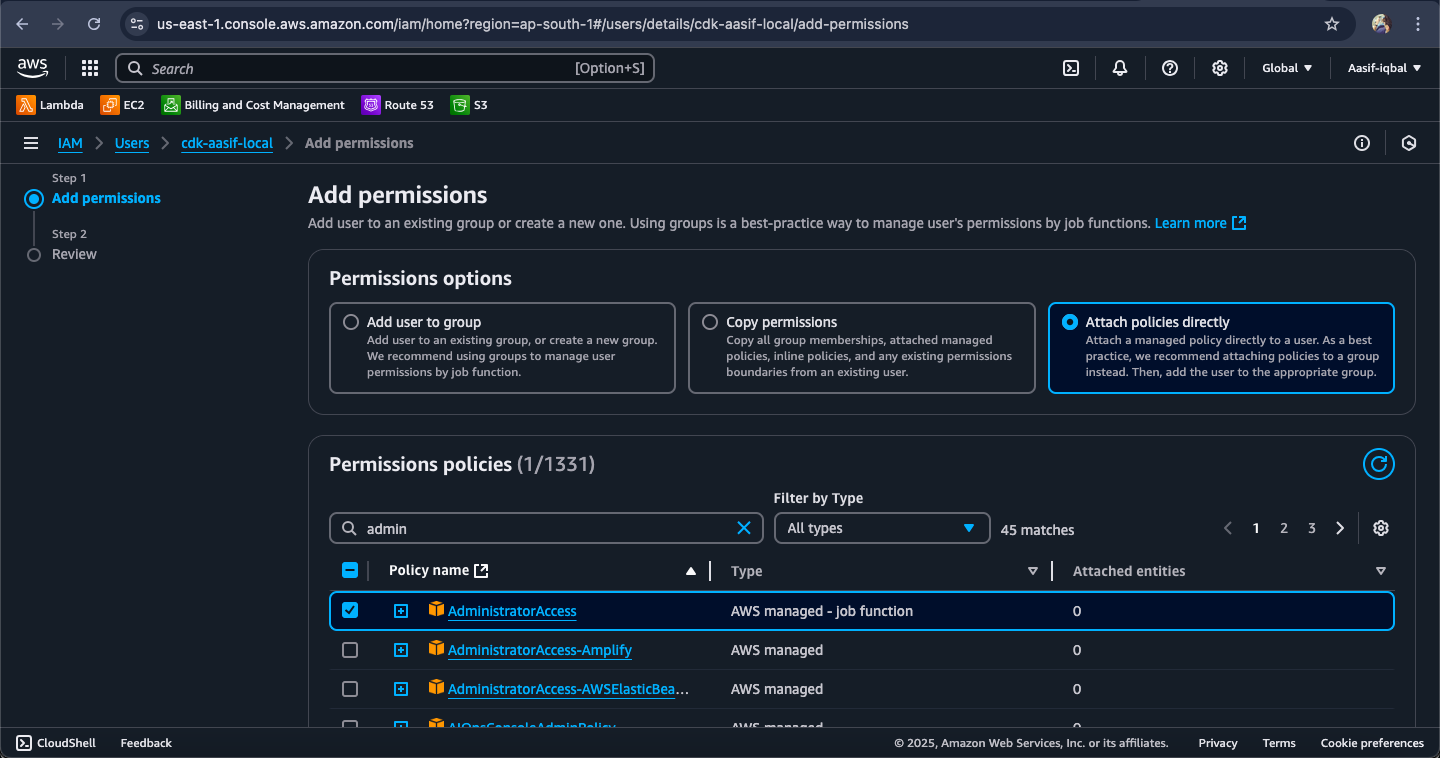 us-east-1.console.aws.amazon.com/iam/home?region=ap-south-1#/users/details/cdk-aasif-local/add-permissions
aws
Search [Option+S]
Global Aasif-iqbal
Lambda EC2 Billing and Cost Management Route 53 S3
IAM Users cdk-aasif-local Add permissions
Step 1
Add permissions
Step 2
Review
Add permissions
Add user to an existing group or create a new one. Using groups is a best-practice way to manage user's permissions by job functions. Learn more
Permissions options
Add user to group
Add user to an existing group, or create a new group.
We recommend using groups to manage user
permissions by job function.
Copy permissions
Copy all group memberships, attached managed
policies, inline policies, and any existing permissions
boundaries from an existing user.
Attach policies directly
Attach a managed policy directly to a user. As a best
practice, we recommend attaching policies to a group
instead. Then, add the user to the appropriate group.
Permissions policies (1/1331)
Filter by Type
admin
All types
45 matches
1 2 3
Policy name Type Attached entities
AdministratorAccess AWS managed - job function 0
AdministratorAccess-Amplify AWS managed 0
AdministratorAccess-AWSElasticBea... AWS managed 0
AIOpsConsoleAdminPolicy AWS managed 0
CloudShell Feedback © 2025, Amazon Web Services, Inc. or its affiliates. Privacy Terms Cookie preferences